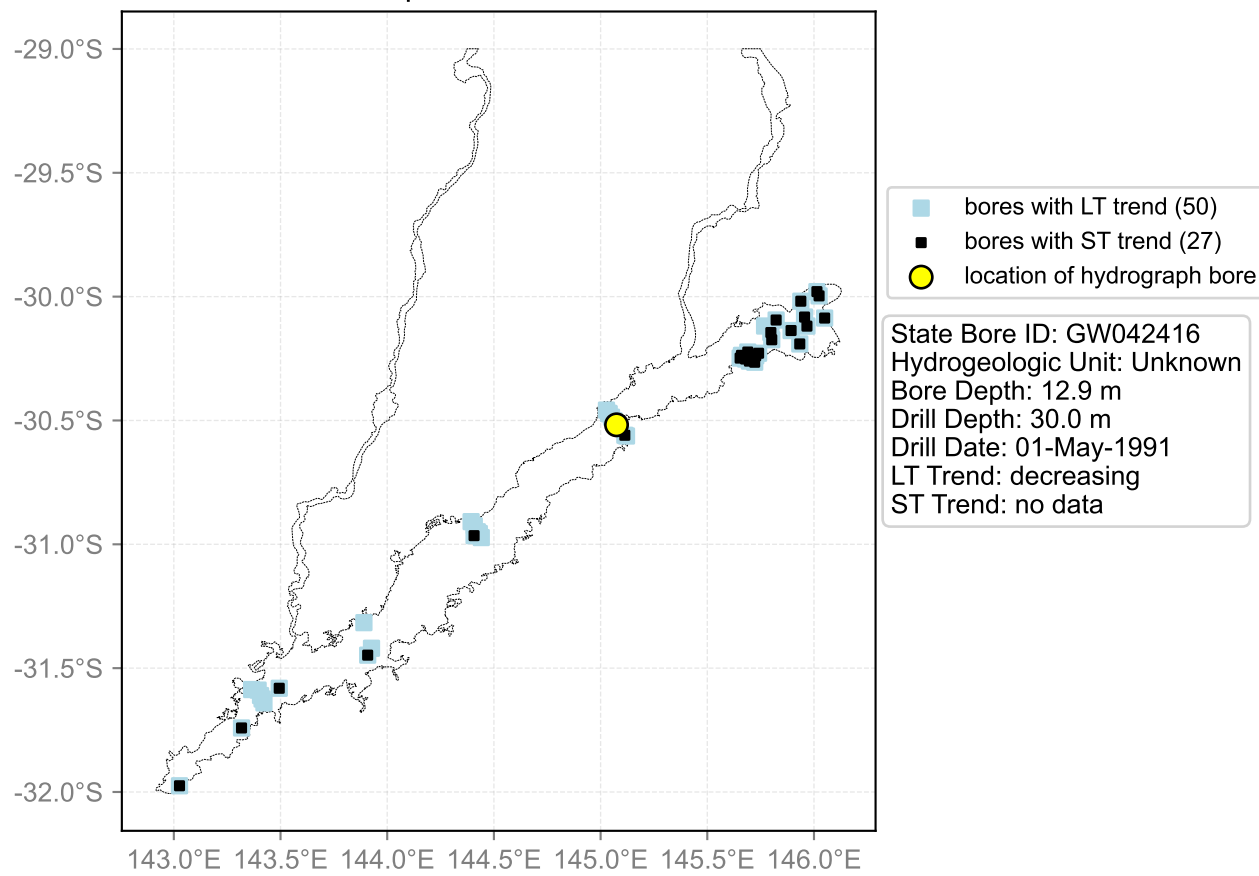 -29.0°S
-29.5°S
-30.0°S
-30.5°S
-31.0°S
-31.5°S
-32.0°S
143.0°E 143.5°E 144.0°E 144.5°E 145.0°E 145.5°E 146.0°E
bores with LT trend (50)
bores with ST trend (27)
location of hydrograph bore
State Bore ID: GW042416
Hydrogeologic Unit: Unknown
Bore Depth: 12.9 m
Drill Depth: 30.0 m
Drill Date: 01-May-1991
LT Trend: decreasing
ST Trend: no data